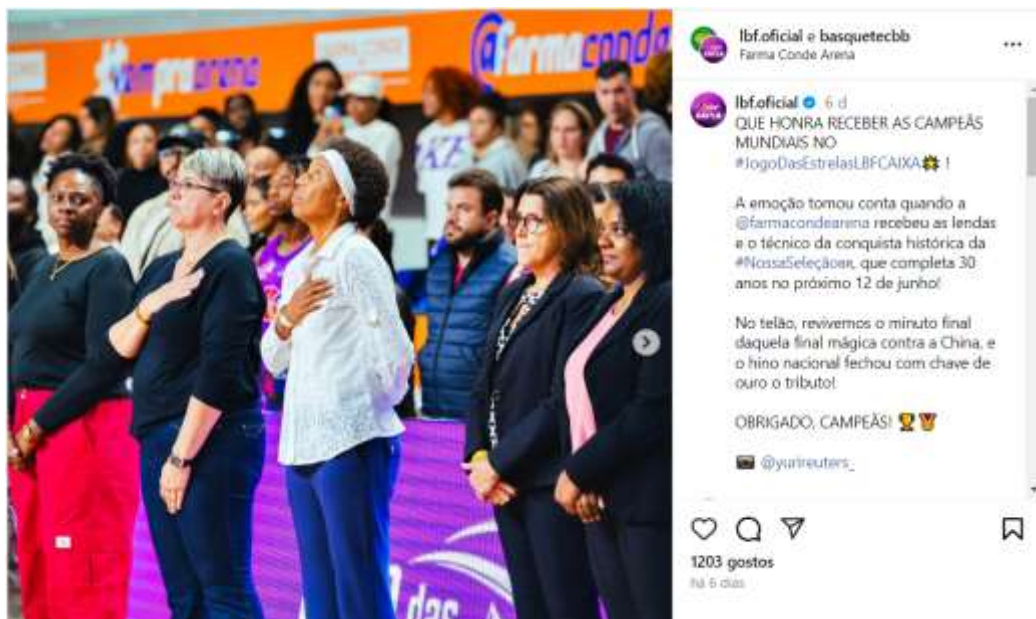 vemproarena
@farmaconde
das
lbf.oficial e basquetecbb
Farma Conde Arena
lbf.oficial 6 d
QUE HONRA RECEBER AS CAMPEÃS
MUNDIAIS NO
#JogoDasEstrelasLBFCAIXA💥 !
A emoção tomou conta quando a
@farmacondearena recebeu as lendas
e o técnico da conquista histórica da
#NossaSeleçãoBR, que completa 30
anos no próximo 12 de junho!
No telão, revivemos o minuto final
daquela final mágica contra a China, e
o hino nacional fechou com chave de
ouro o tributo!
OBRIGADO, CAMPEÃS! 🏆🏅
📷 @yurireuters_
1203 gostos
há 6 dias